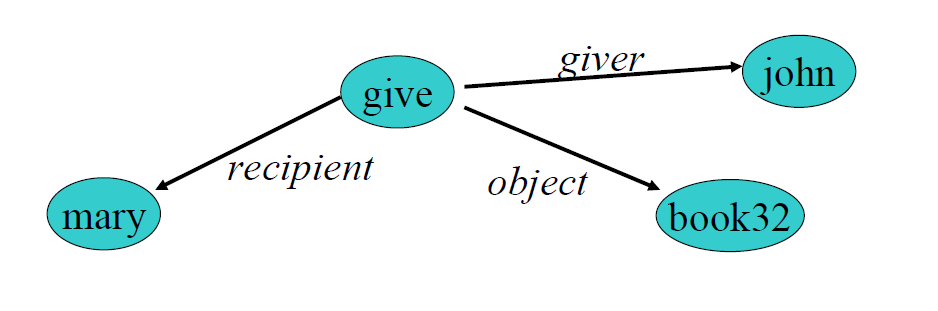 giver
john
give
recipient
object
mary
book32